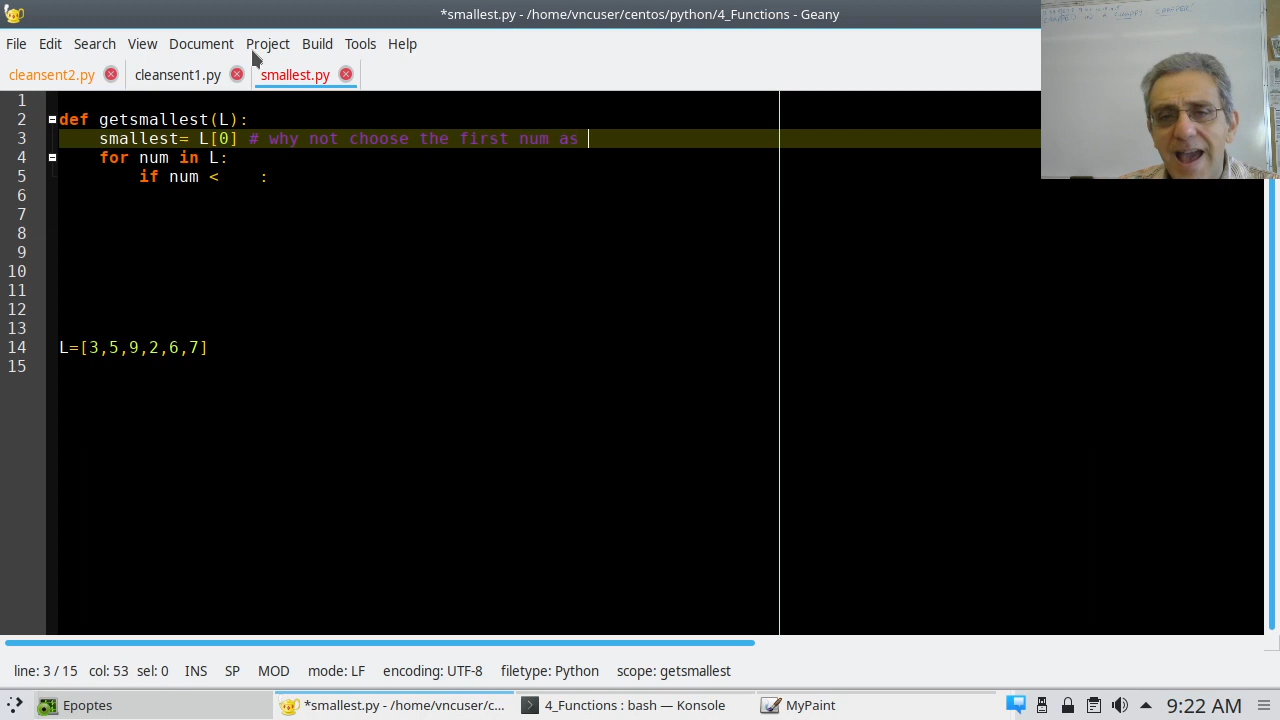 *smallest.py - /home/vncuser/centos/python/4_Functions - Geany
File Edit Search View Document Project Build Tools Help
cleansent2.py cleansent1.py smallest.py
1
2 def getsmallest(L):
3 smallest= L[0] # why not choose the first num as
4 for num in L:
5 if num < :
6
7
8
9
10
11
12
13
14 L=[3,5,9,2,6,7]
15
line: 3 / 15 col: 53 sel: 0 INS SP MOD mode: LF encoding: UTF-8 filetype: Python scope: getsmallest
Epoptes *smallest.py - /home/vncuser/c... 4_Functions : bash — Konsole MyPaint 9:22 AM